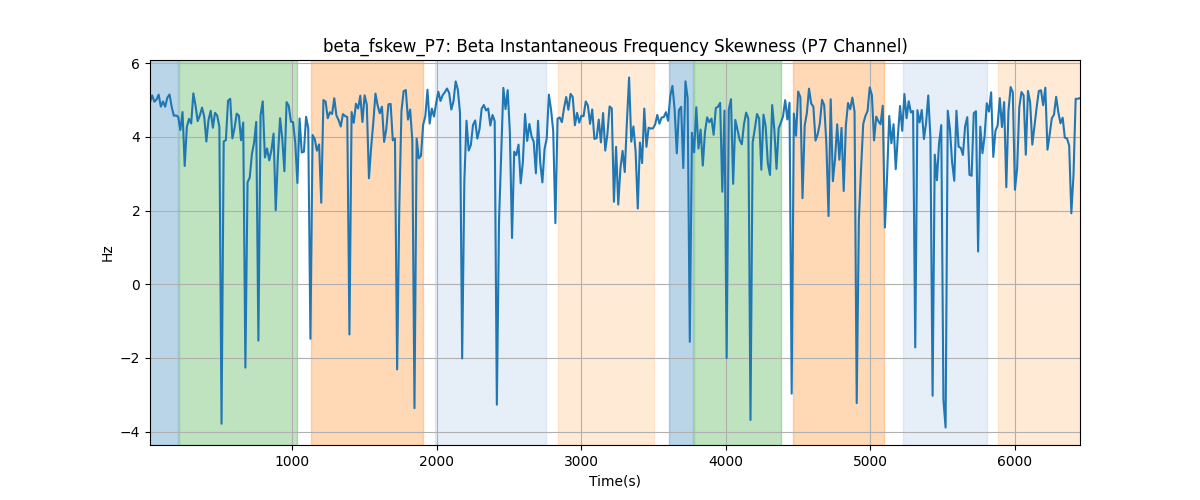 beta_fskew_P7: Beta Instantaneous Frequency Skewness (P7 Channel)
6
4
2
0
−2
−4
Hz
1000 2000 3000 4000 5000 6000
Time(s)